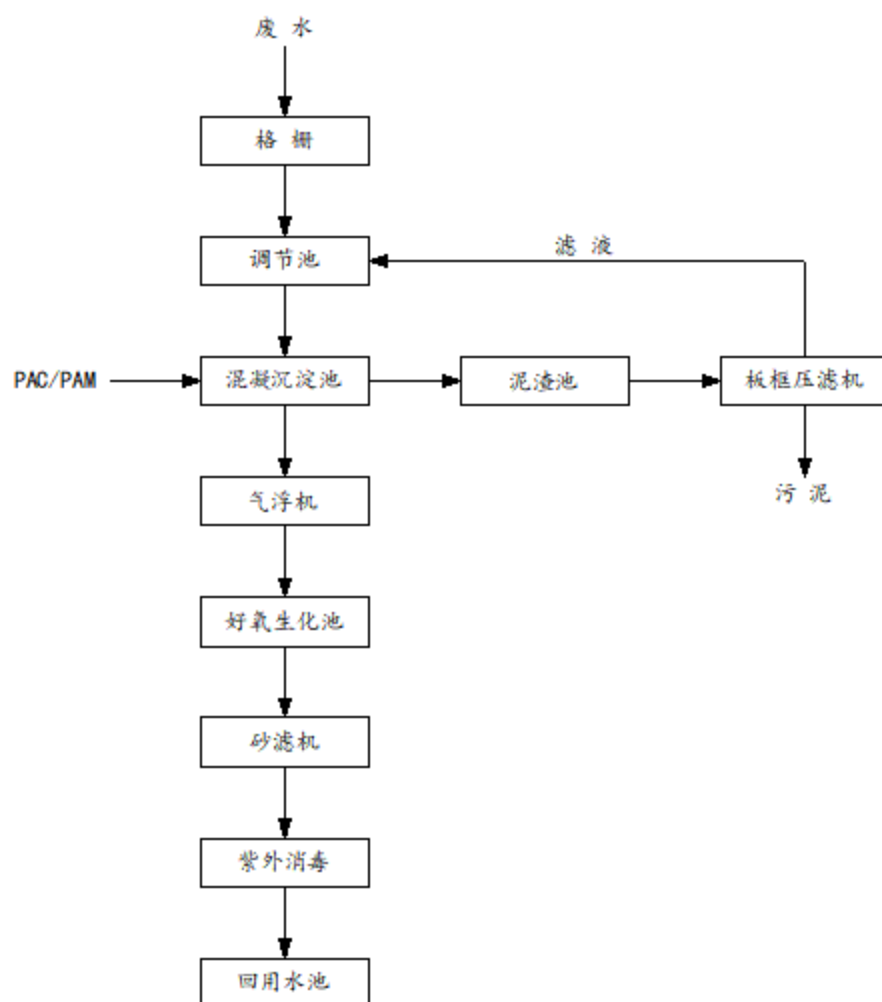 废 水
格 栅
调节池
滤 液
PAC/PAM
混凝沉淀池
泥渣池
板框压滤机
气浮机
污 泥
好氧生化池
砂滤机
紫外消毒
回用水池